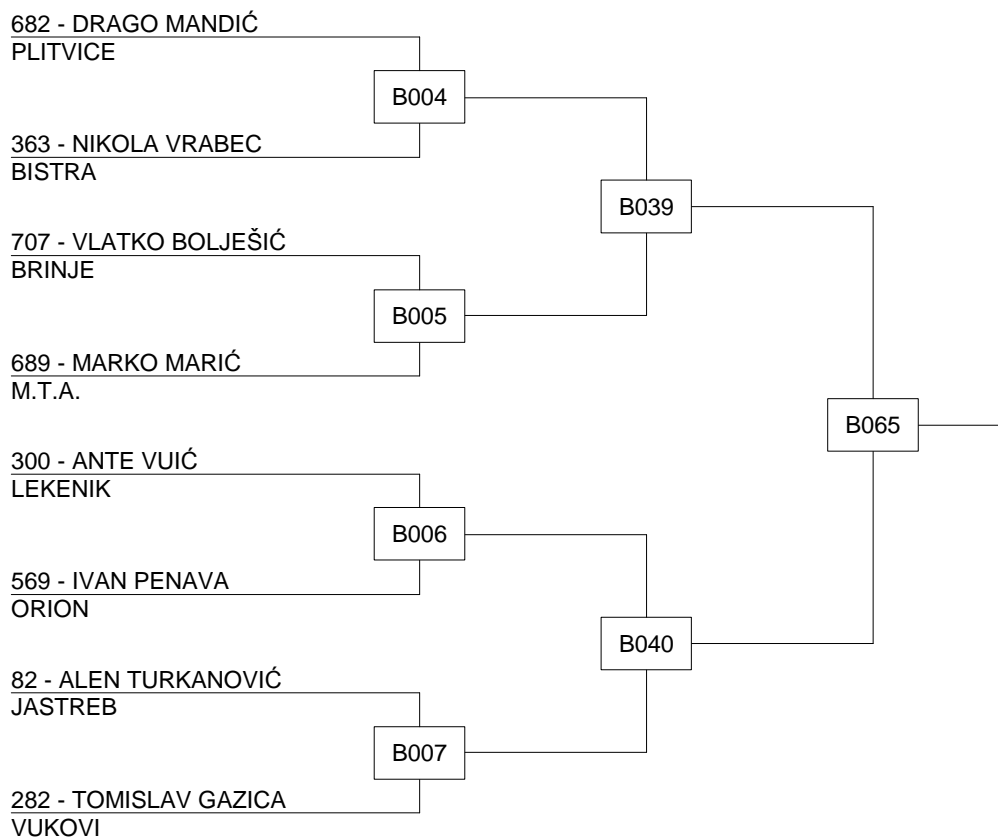 682 - DRAGO MANDIĆ
PLITVICE
B004
363 - NIKOLA VRABEC
BISTRA
B039
707 - VLATKO BOLJEŠIĆ
BRINJE
B005
689 - MARKO MARIĆ
M.T.A.
B065
300 - ANTE VUIĆ
LEKENIK
B006
569 - IVAN PENAVA
ORION
B040
82 - ALEN TURKANOVIĆ
JASTREB
B007
282 - TOMISLAV GAZICA
VUKOVI